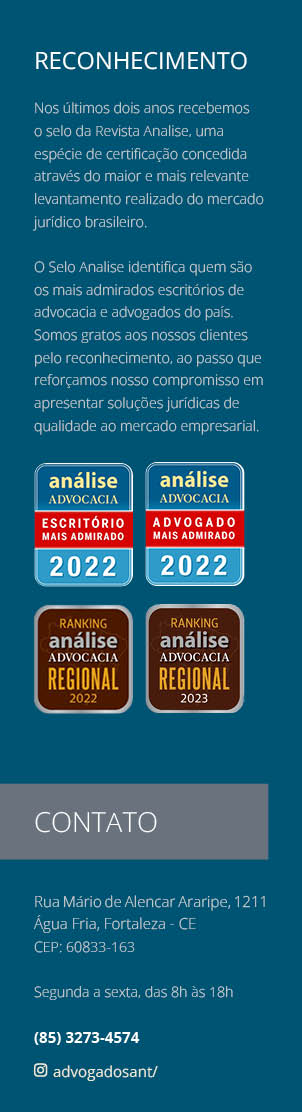 RECONHECIMENTO
Nos últimos dois anos recebemos
o selo da Revista Analise, uma
espécie de certificação concedida
através do maior e mais relevante
levantamento realizado do mercado
jurídico brasileiro.
O Selo Analise identifica quem são
os mais admirados escritórios de
advocacia e advogados do país.
Somos gratos aos nossos clientes
pelo reconhecimento, ao passo que
reforçamos nosso compromisso em
apresentar soluções jurídicas de
qualidade ao mercado empresarial.
análise
ADVOCACIA
ESCRITÓRIO
MAIS ADMIRADO
2022
análise
ADVOCACIA
ADVOGADO
MAIS ADMIRADO
2022
RANKING
análise
ADVOCACIA
REGIONAL
2022
RANKING
análise
ADVOCACIA
REGIONAL
2023
CONTATO
Rua Mário de Alencar Araripe, 1211
Água Fria, Fortaleza - CE
CEP: 60833-163
Segunda a sexta, das 8h às 18h
(85) 3273-4574
advogadosant/